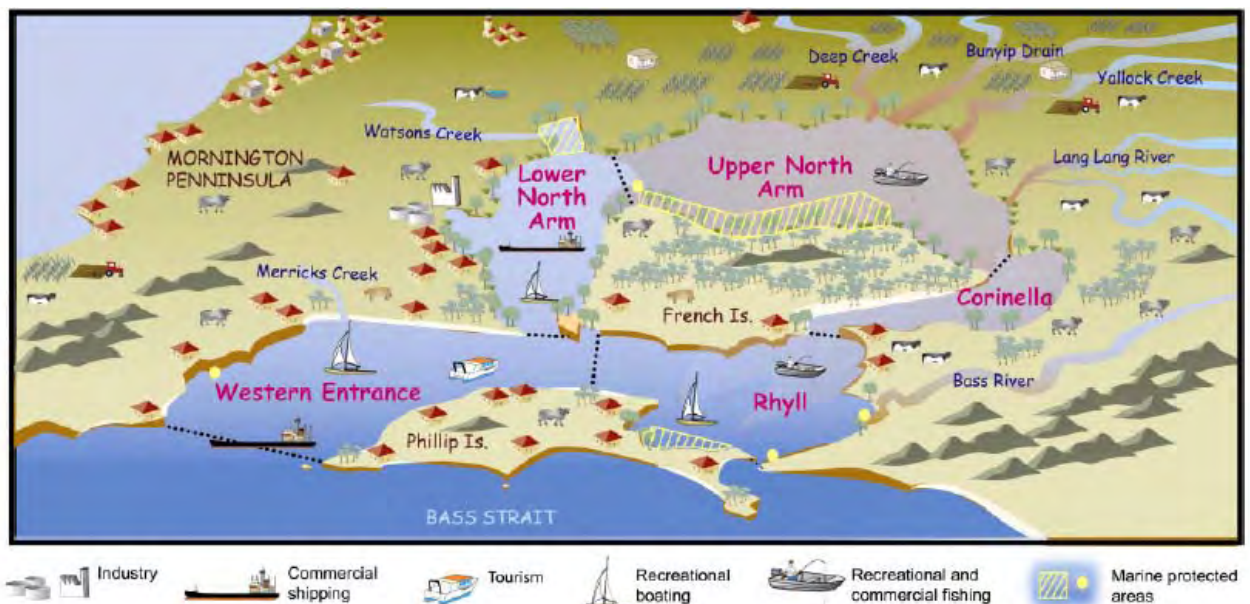 Deep Creek
Bunyip Drain
Yallock Creek
Watsons Creek
MORNINGTON
PENNINSULA
Lower
North
Arm
Upper North
Arm
Lang Lang River
Merricks Creek
Corinella
French Is.
Western Entrance
Rhyll
Bass River
Phillip Is.
BASS STRAIT
Industry
Commercial
shipping
Tourism
Recreational
boating
Recreational and
commercial fishing
Marine protected
areas